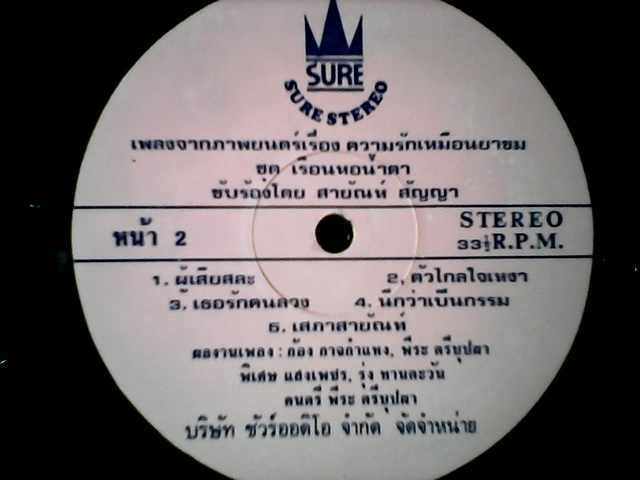 SURE
SURE STEREO
เพลงจากภาพยนตร์เรื่อง ความรักเหมือนยาขม
ชุด เรือนหอน้ำตา
ขับร้องโดย สายัณห์ สัญญา
หน้า 2
STEREO
33⅓ R.P.M.
1. ผู้เสียสละ 2. ตัวไกลใจเหงา
3. เธอรักคนลวง 4. นึกว่าเป็นกรรม
5. เสภาสายัณห์
ผลงานเพลง : ก้อง กาจกำแหง, พีระ ตรีบุปผา
พิเศษ แสงเพชร, รุ่ง ทานตะวัน
ดนตรี พีระ ตรีบุปผา
บริษัท ชัวร์ออดิโอ จำกัด จัดจำหน่าย